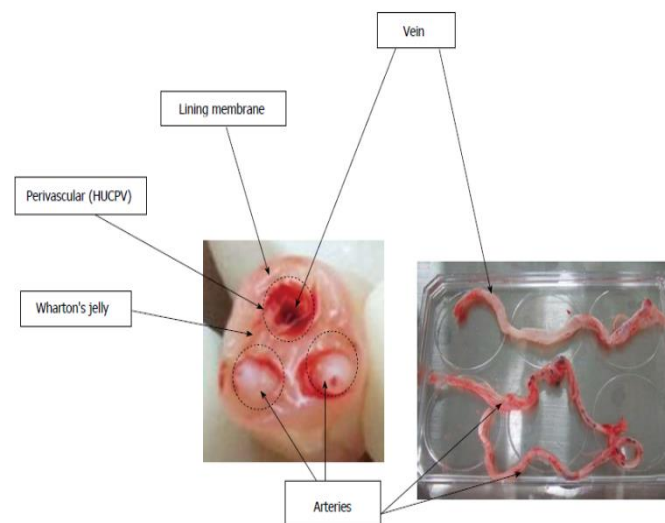 Vein
Lining membrane
Perivascular (HUCPV)
Wharton's jelly
Arteries